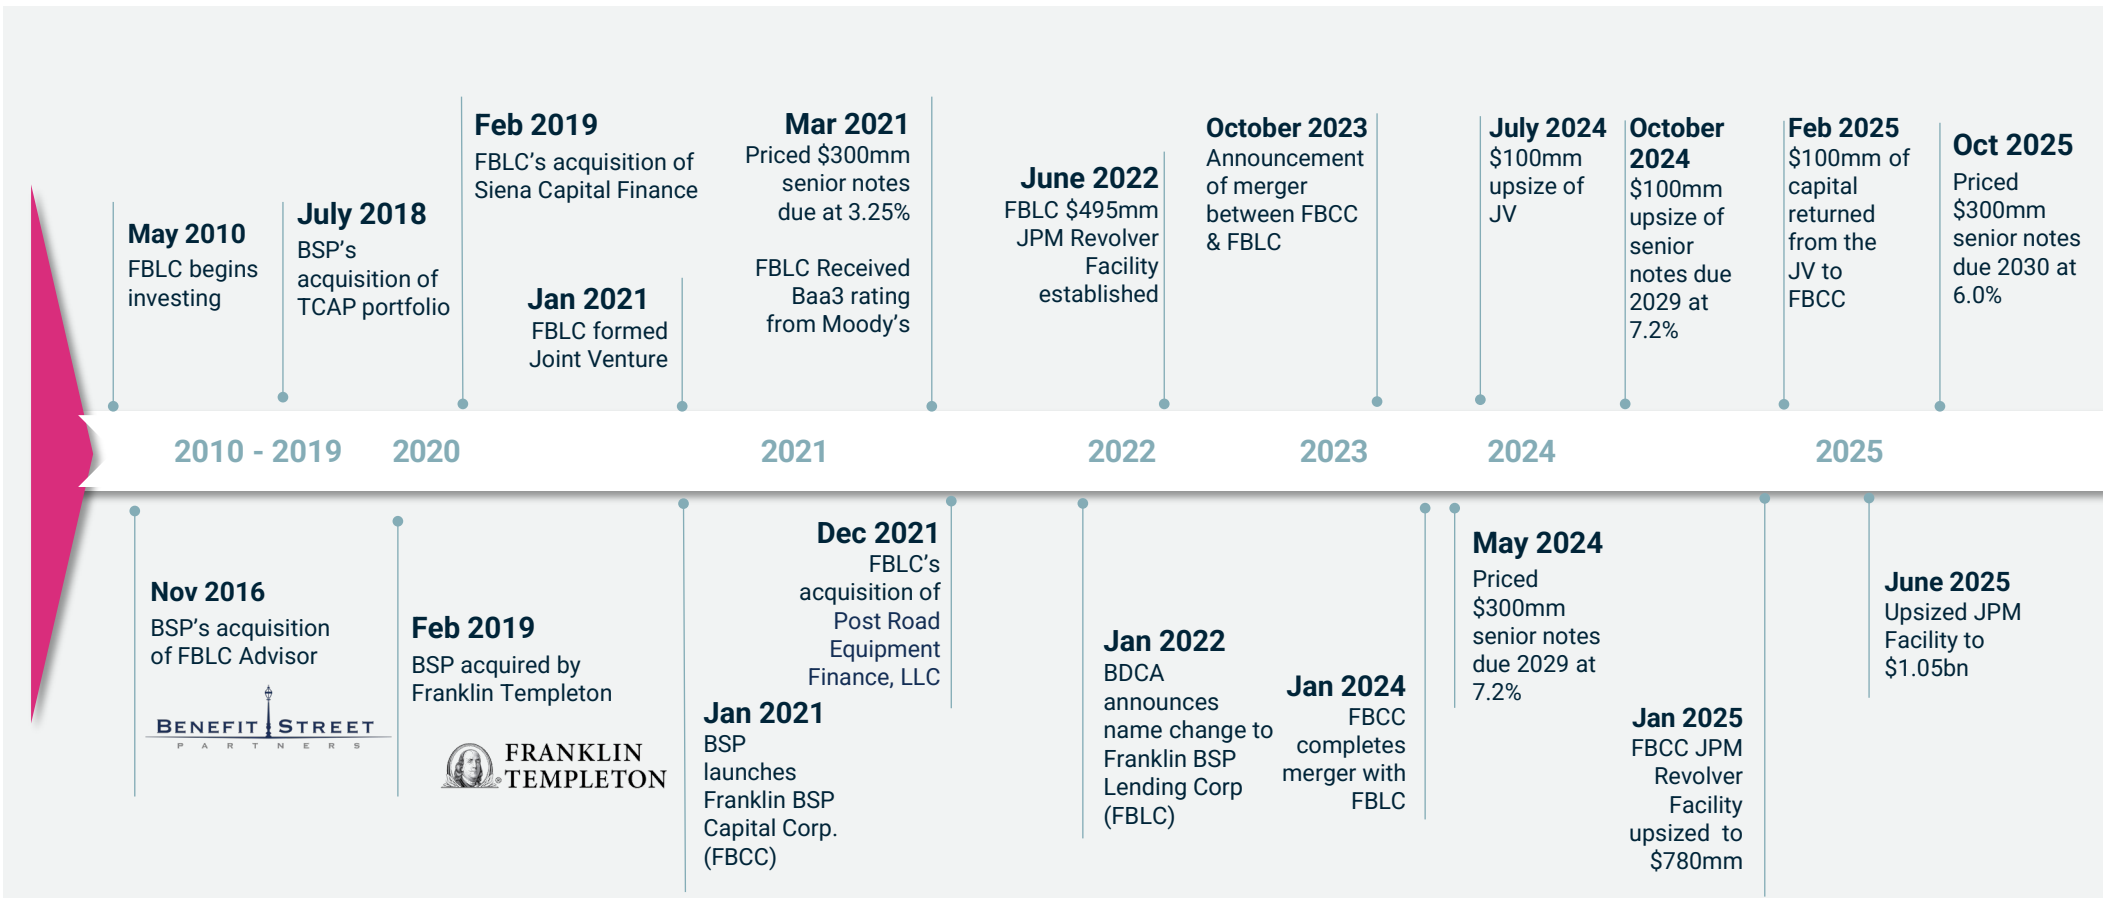 May 2010
FBLC begins
investing
July 2018
BSP's
acquisition of
TCAP portfolio
Feb 2019
FBLC's acquisition of
Siena Capital Finance
Jan 2021
FBLC formed
Joint Venture
Mar 2021
Priced $300mm
senior notes
due at 3.25%
FBLC Received
Baa3 rating
from Moody's
June 2022
FBLC $495mm
JPM Revolver
Facility
established
October 2023
Announcement
of merger
between FBCC
& FBLC
July 2024
$100mm
upsize of
JV
October
2024
$100mm
upsize of
senior
notes due
2029 at
7.2%
Feb 2025
$100mm of
capital
returned
from the
JV to
FBCC
Oct 2025
Priced
$300mm
senior notes
due 2030 at
6.0%
2010 - 2019 2020 2021 2022 2023 2024 2025
Nov 2016
BSP's acquisition
of FBLC Advisor
BENEFIT STREET
PARTNERS
Feb 2019
BSP acquired by
Franklin Templeton
FRANKLIN
TEMPLETON
Jan 2021
BSP
launches
Franklin BSP
Capital Corp.
(FBCC)
Dec 2021
FBLC's
acquisition of
Post Road
Equipment
Finance, LLC
Jan 2022
BDCA
announces
name change to
Franklin BSP
Lending Corp
(FBLC)
Jan 2024
FBCC
completes
merger with
FBLC
May 2024
Priced
$300mm
senior notes
due 2029 at
7.2%
Jan 2025
FBCC JPM
Revolver
Facility
upsized to
$780mm
June 2025
Upsized JPM
Facility to
$1.05bn